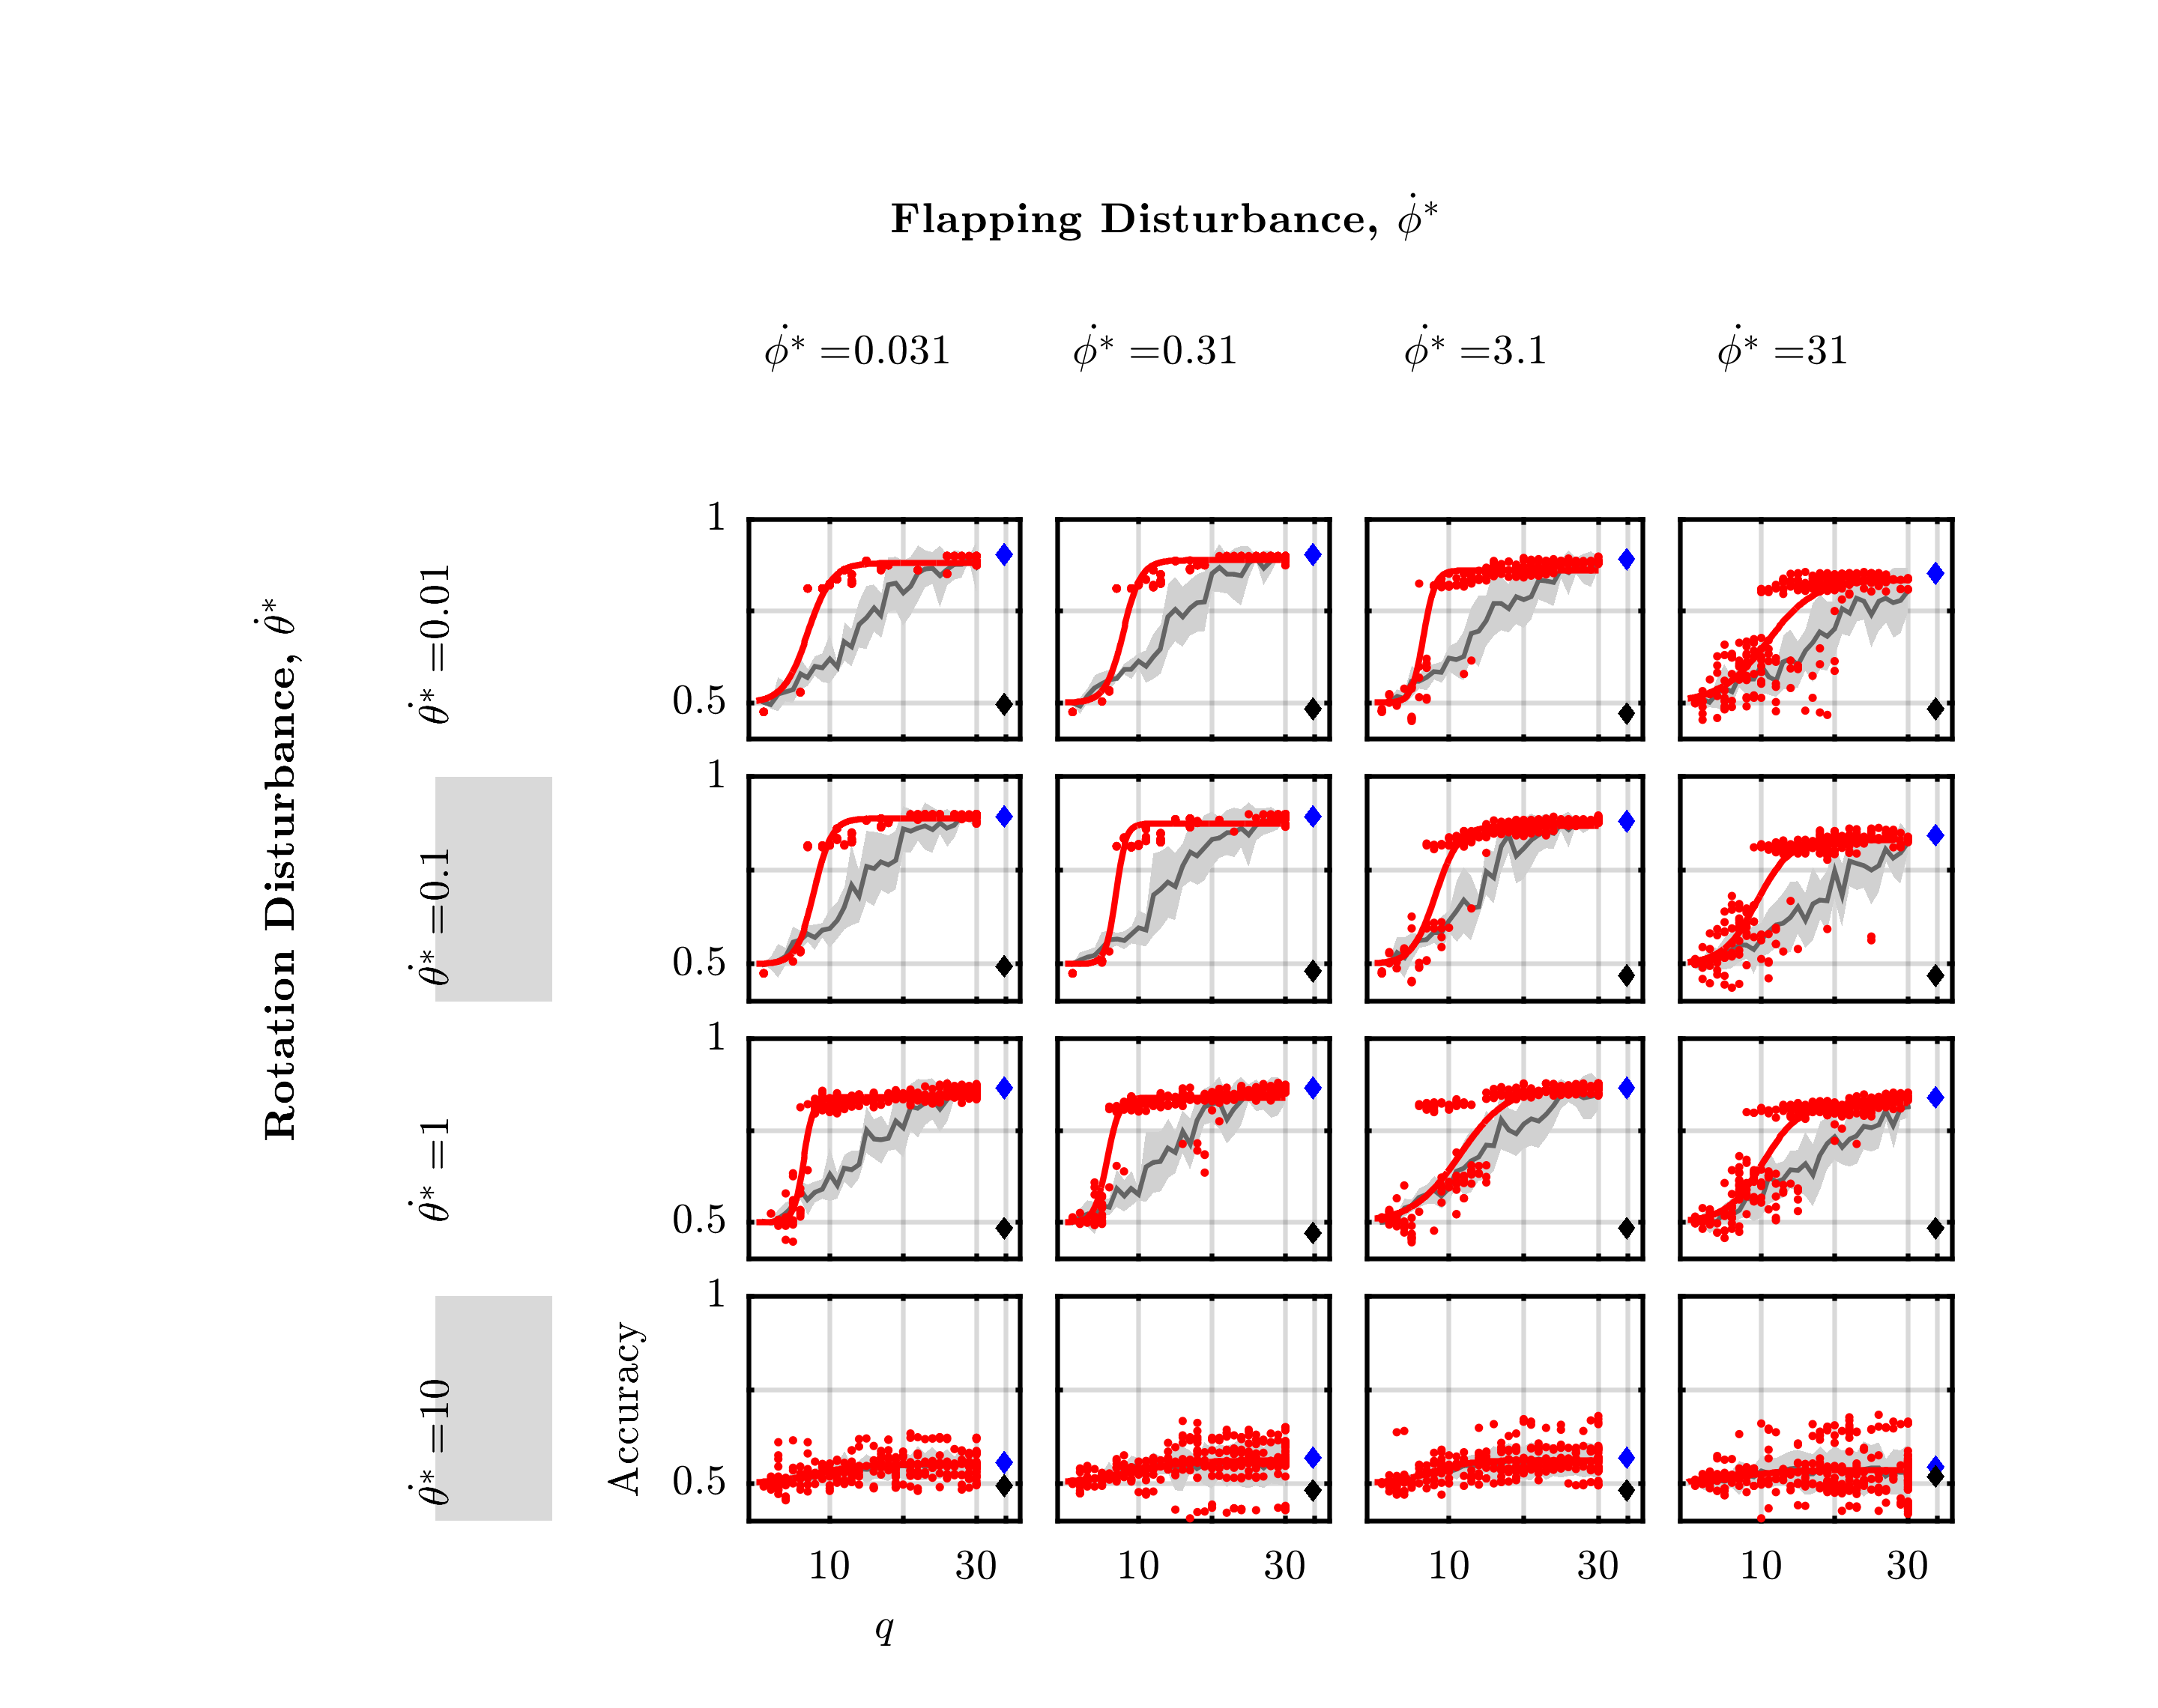 Flapping Disturbance, φ̇*
φ̇* =0.031 φ̇* =0.31 φ̇* =3.1 φ̇* =31
Rotation Disturbance, θ̇*
θ̇* =0.01
1
0.5
θ̇* =0.1
1
0.5
θ̇* =1
1
0.5
θ̇* =10
Accuracy
1
0.5
10 30 10 30 10 30 10 30
q